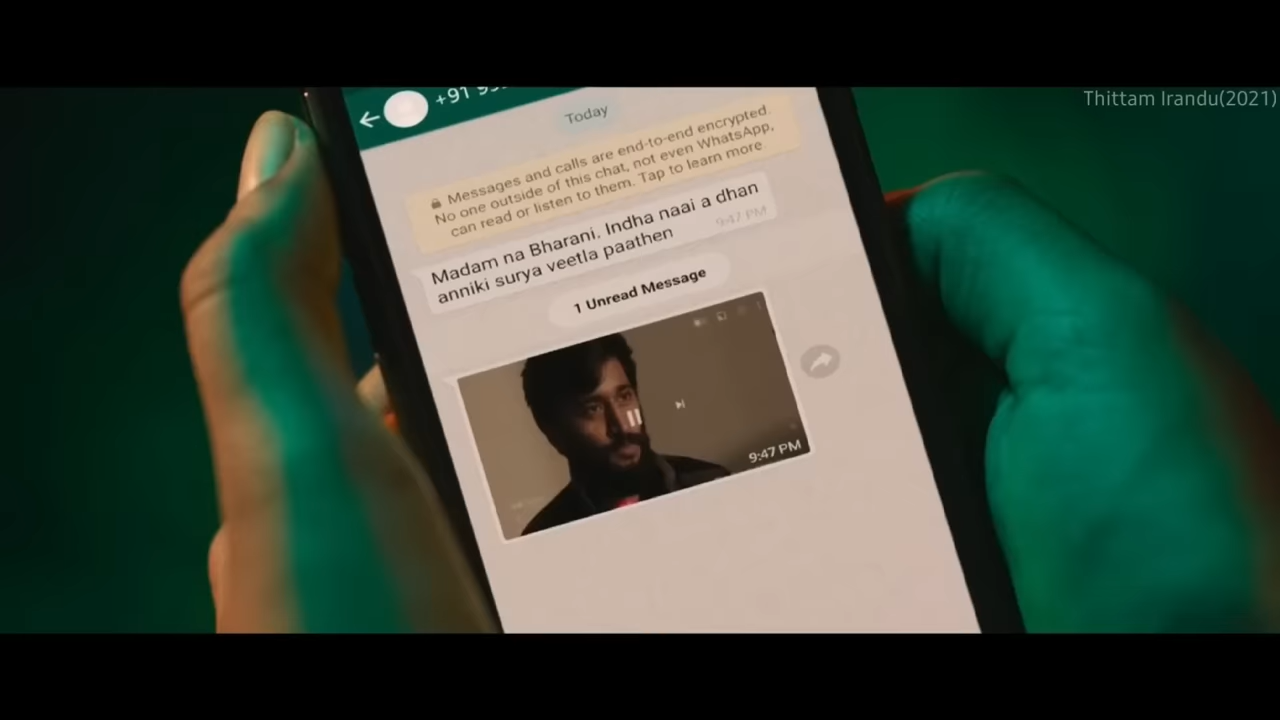 Thittam Irandu(2021)
+91 9
Today
Messages and calls are end-to-end encrypted.
No one outside of this chat, not even WhatsApp,
can read or listen to them. Tap to learn more
Madam na Bharani. Indha naai a dhan
anniki surya veetla paathen
9:47 PM
1 Unread Message
9:47 PM